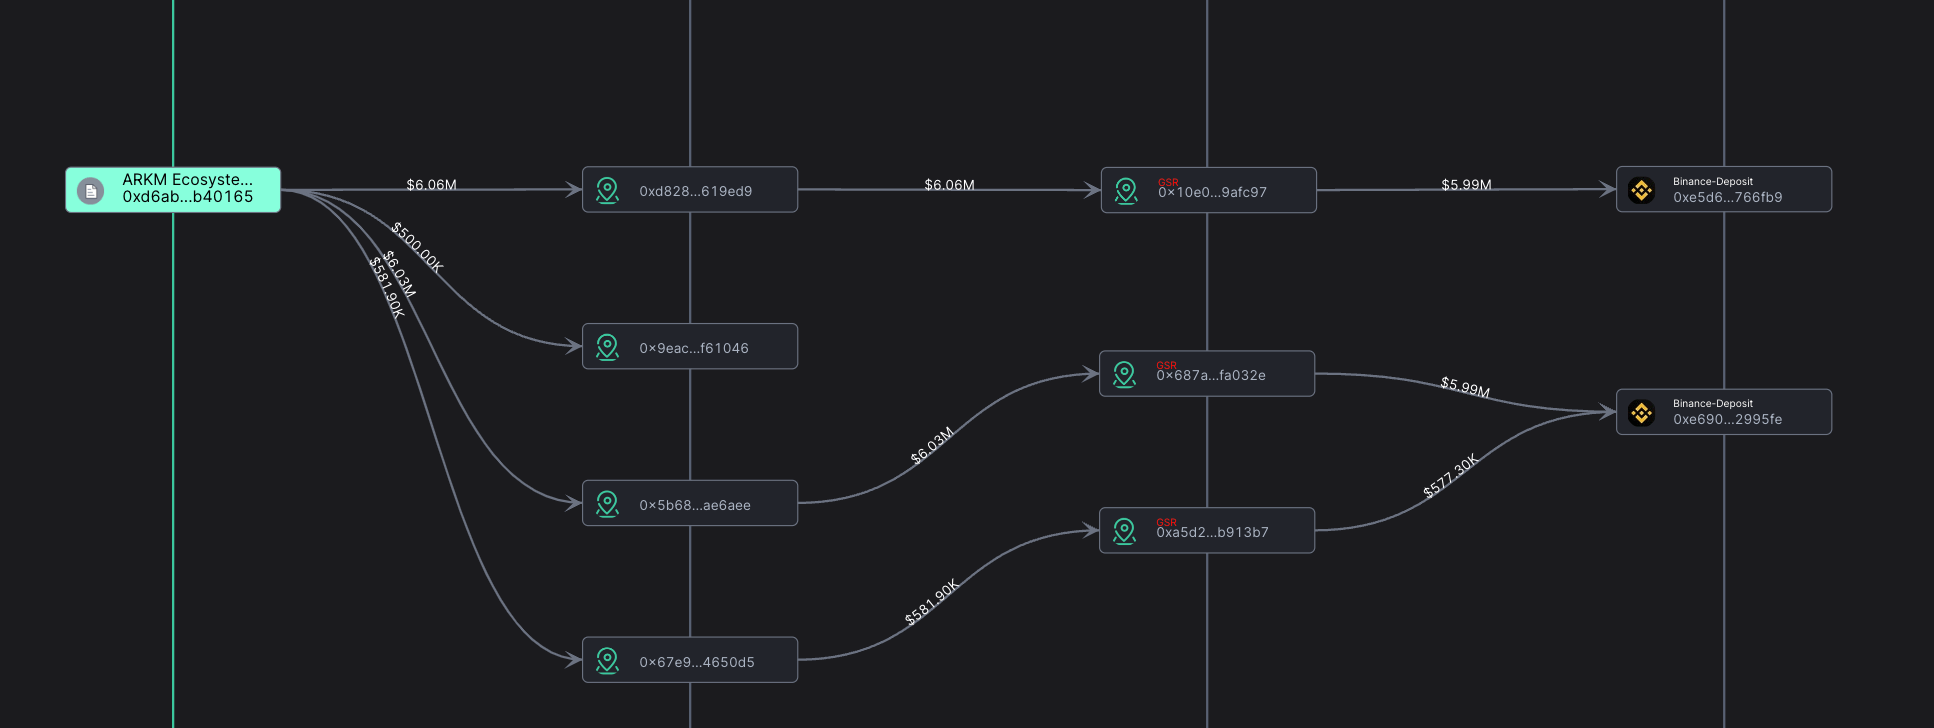 ARKM Ecosyste...
0xd6ab...b40165
$6.06M
0xd828...619ed9
$6.06M
GSR
0x10e0...9afc97
$5.99M
Binance-Deposit
0xe5d6...766fb9
$500.00K
0x9eac...f61046
$6.03M
0x5b68...ae6aee
$6.03M
GSR
0x687a...fa032e
$5.99M
Binance-Deposit
0xe690...2995fe
$581.90K
0x67e9...4650d5
$581.90K
GSR
0xa5d2...b913b7
$577.30K